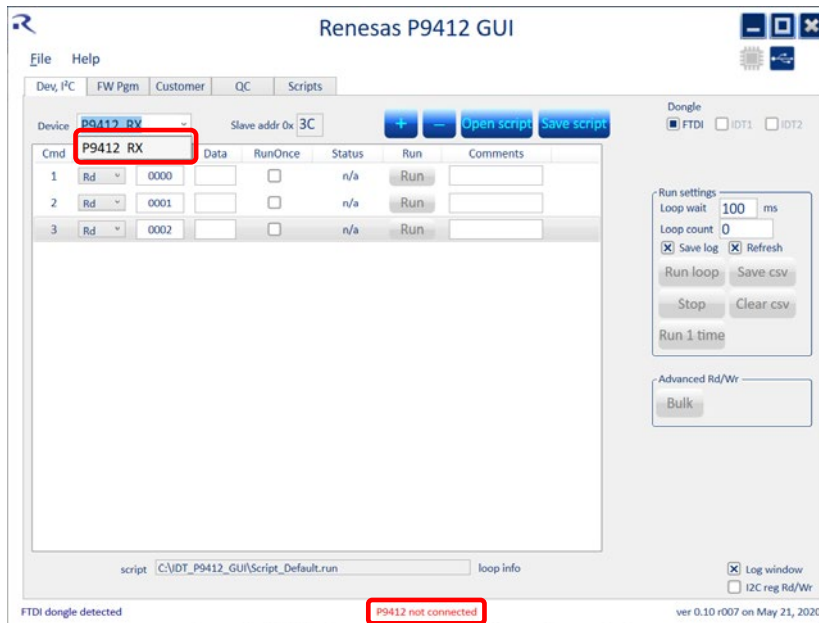 Renesas P9412 GUI
File Help
Dev, I²C FW Pgm Customer QC Scripts
Device P9412 RX Slave addr 0x 3C + − Open script Save script
P9412 RX
Cmd Data RunOnce Status Run Comments
1 Rd 0000 n/a Run
2 Rd 0001 n/a Run
3 Rd 0002 n/a Run
Dongle
FTDI IDT1 IDT2
Run settings
Loop wait 100 ms
Loop count 0
Save log Refresh
Run loop Save csv
Stop Clear csv
Run 1 time
Advanced Rd/Wr
Bulk
script C:\IDT_P9412_GUI\Script_Default.run loop info
Log window
I2C reg Rd/Wr
FTDI dongle detected P9412 not connected ver 0.10 r007 on May 21, 2020